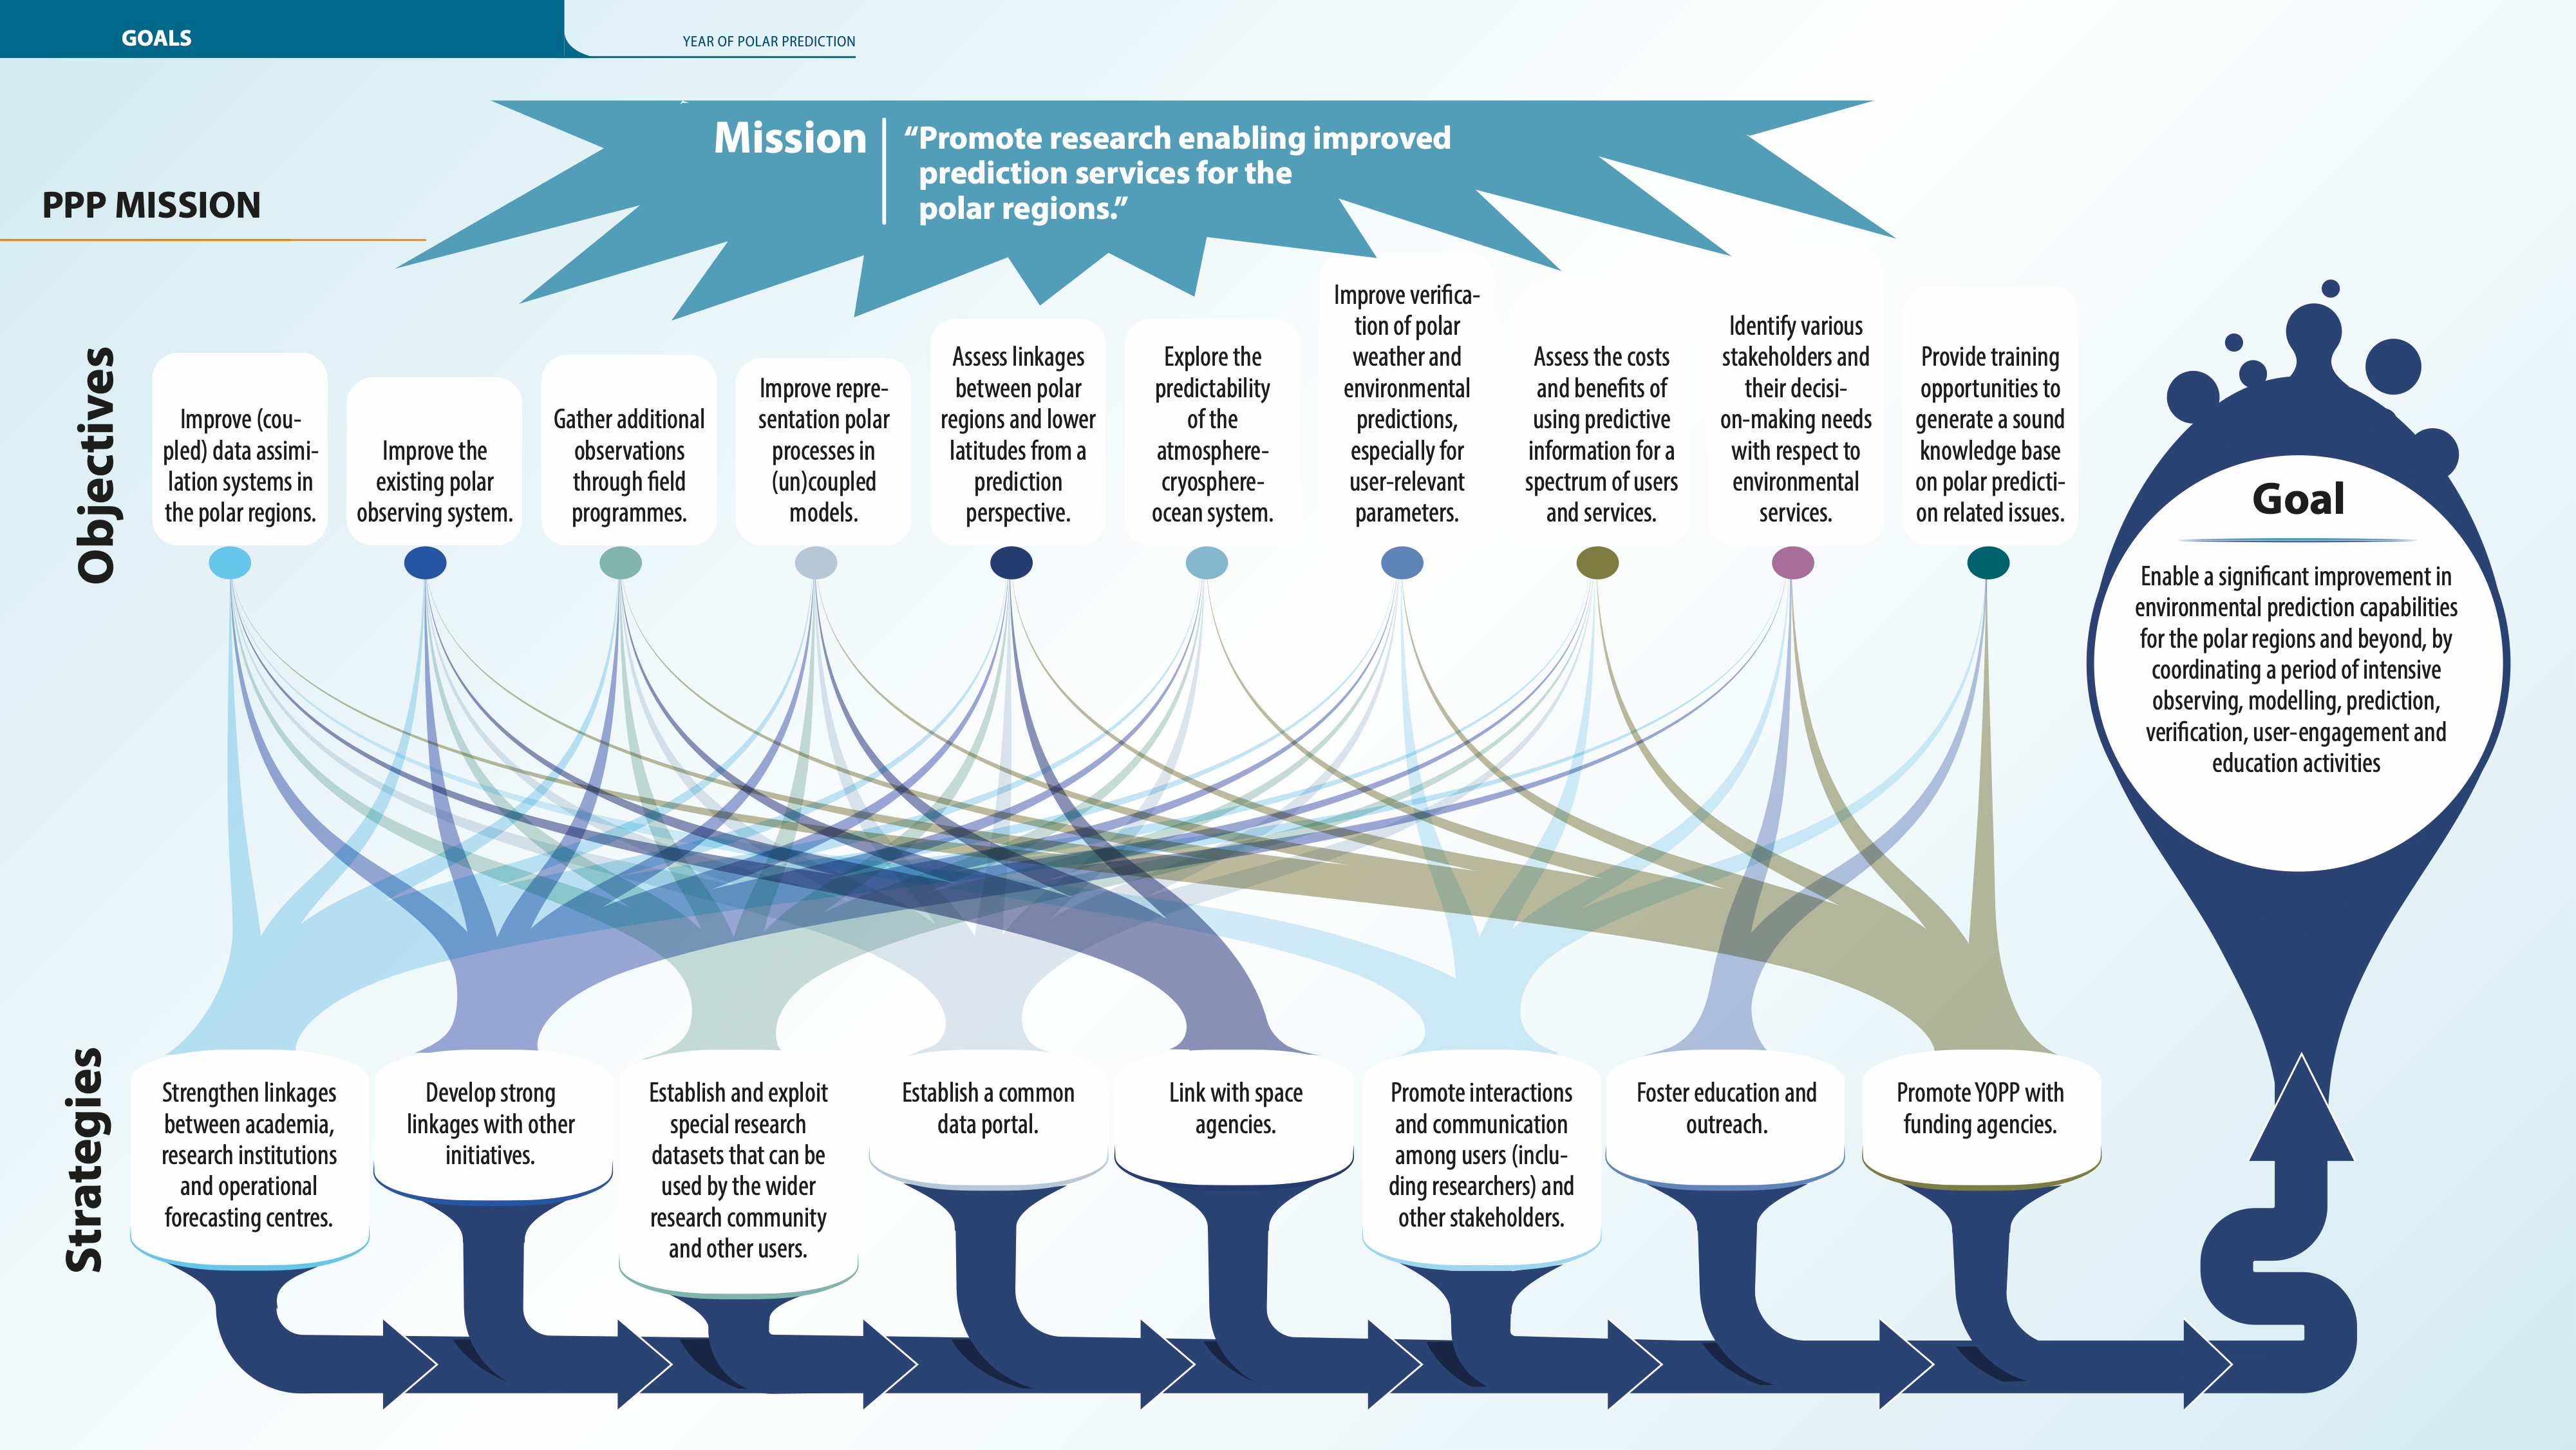 GOALS
YEAR OF POLAR PREDICTION
PPP MISSION
Mission
“Promote research enabling improved
prediction services for the
polar regions.”
Objectives
Improve (cou-
pled) data assimi-
lation systems in
the polar regions.
Improve the
existing polar
observing system.
Gather additional
observations
through field
programmes.
Improve repre-
sentation polar
processes in
(un)coupled
models.
Assess linkages
between polar
regions and lower
latitudes from a
prediction
perspective.
Explore the
predictability
of the
atmosphere-
cryosphere-
ocean system.
Improve verifica-
tion of polar
weather and
environmental
predictions,
especially for
user-relevant
parameters.
Assess the costs
and benefits of
using predictive
information for a
spectrum of users
and services.
Identify various
stakeholders and
their decisi-
on-making needs
with respect to
environmental
services.
Provide training
opportunities to
generate a sound
knowledge base
on polar predicti-
on related issues.
Goal
Enable a significant improvement in
environmental prediction capabilities
for the polar regions and beyond, by
coordinating a period of intensive
observing, modelling, prediction,
verification, user-engagement and
education activities
Strategies
Strengthen linkages
between academia,
research institutions
and operational
forecasting centres.
Develop strong
linkages with other
initiatives.
Establish and exploit
special research
datasets that can be
used by the wider
research community
and other users.
Establish a common
data portal.
Link with space
agencies.
Promote interactions
and communication
among users (inclu-
ding researchers) and
other stakeholders.
Foster education and
outreach.
Promote YOPP with
funding agencies.